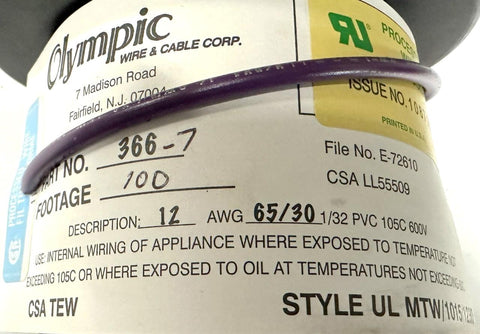 Olympic
WIRE & CABLE CORP.
7 Madison Road
Fairfield, N.J. 07004
ISSUE NO.
PRINTED IN
PART NO. 366-7
FOOTAGE 100
File No. E-72610
CSA LL55509
DESCRIPTION: 12 AWG 65/30 1/32 PVC 105C 600V
USE: INTERNAL WIRING OF APPLIANCE WHERE EXPOSED TO TEMPERATURE NOT
EXCEEDING 105C OR WHERE EXPOSED TO OIL AT TEMPERATURES NOT EXCEEDING
CSA TEW STYLE UL MTW/1015/